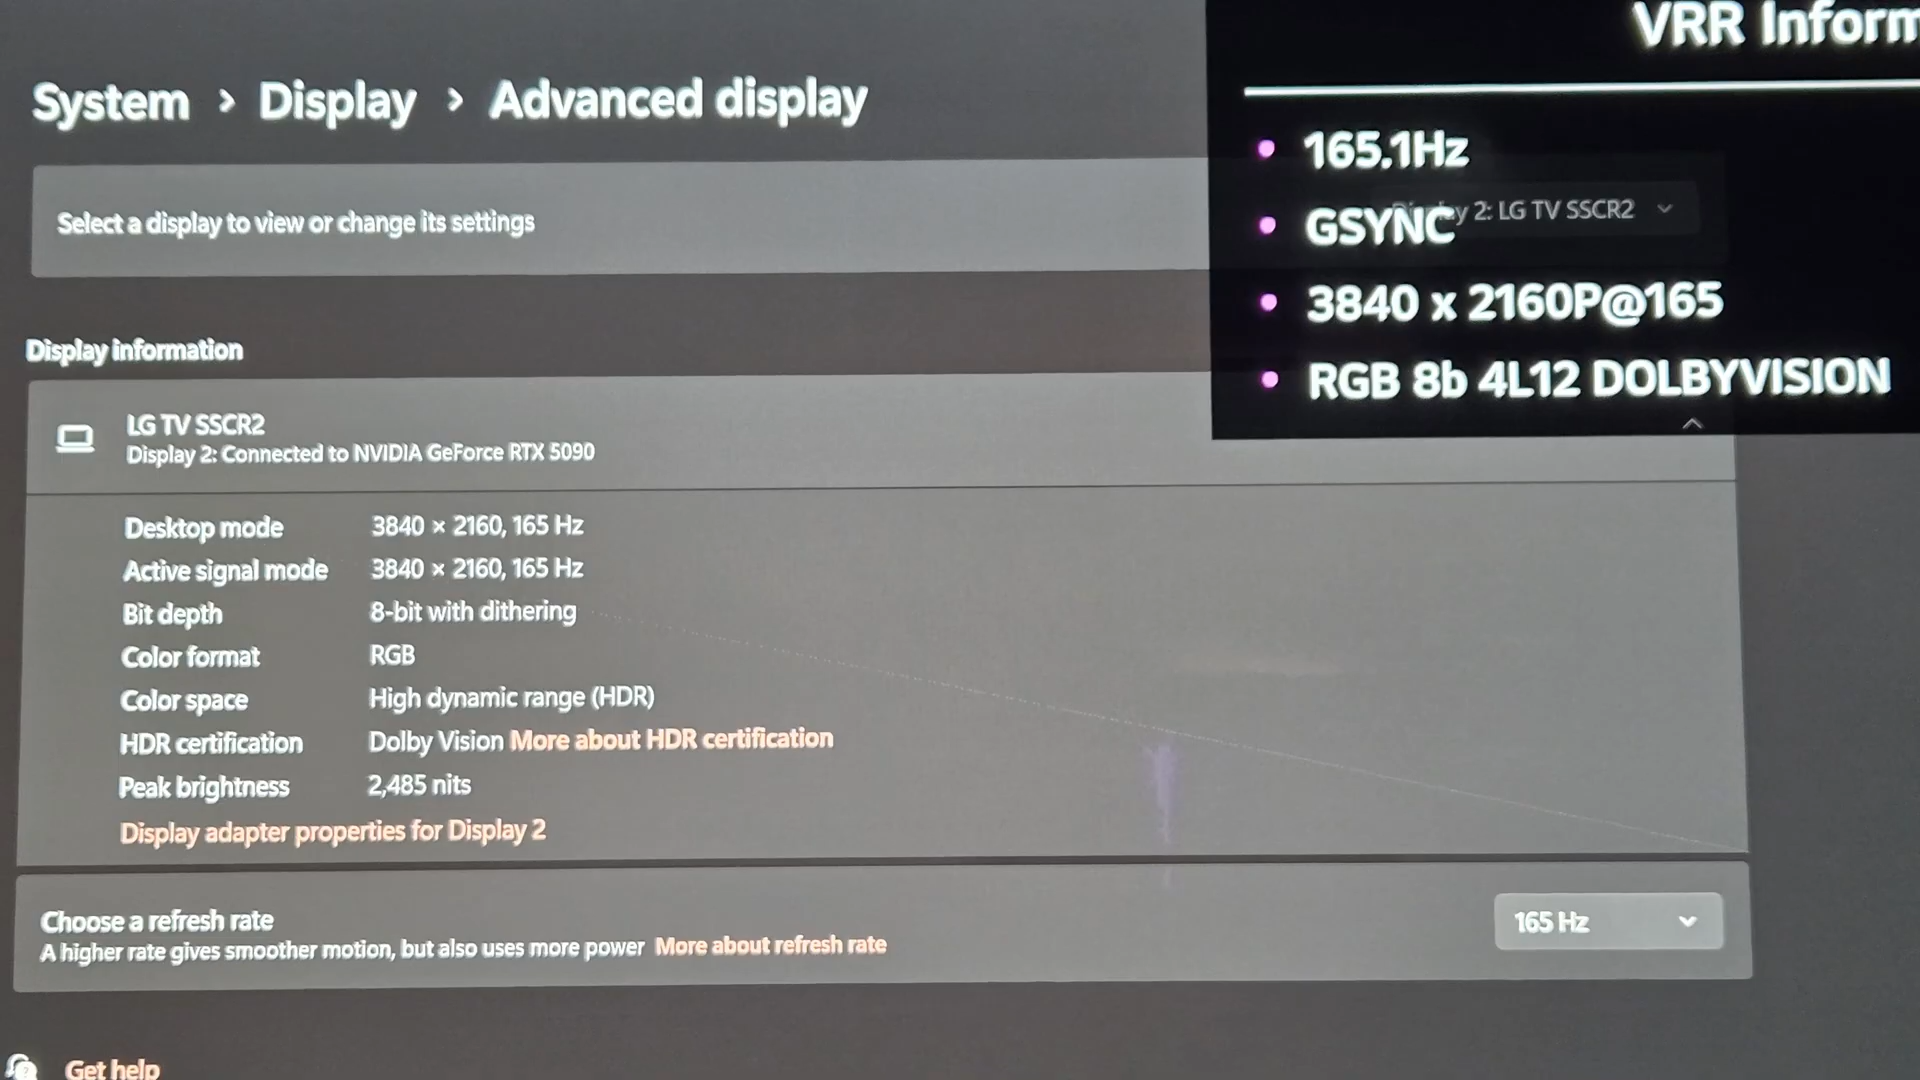 VRR Inform
System > Display > Advanced display
165.1Hz
Select a display to view or change its settings
2: LG TV SSCR2
GSYNC
3840 x 2160P@165
Display information
RGB 8b 4L12 DOLBYVISION
LG TV SSCR2
Display 2: Connected to NVIDIA GeForce RTX 5090
Desktop mode 3840 × 2160, 165 Hz
Active signal mode 3840 × 2160, 165 Hz
Bit depth 8-bit with dithering
Color format RGB
Color space High dynamic range (HDR)
HDR certification Dolby Vision More about HDR certification
Peak brightness 2,485 nits
Display adapter properties for Display 2
Choose a refresh rate
165 Hz
A higher rate gives smoother motion, but also uses more power More about refresh rate
Get help